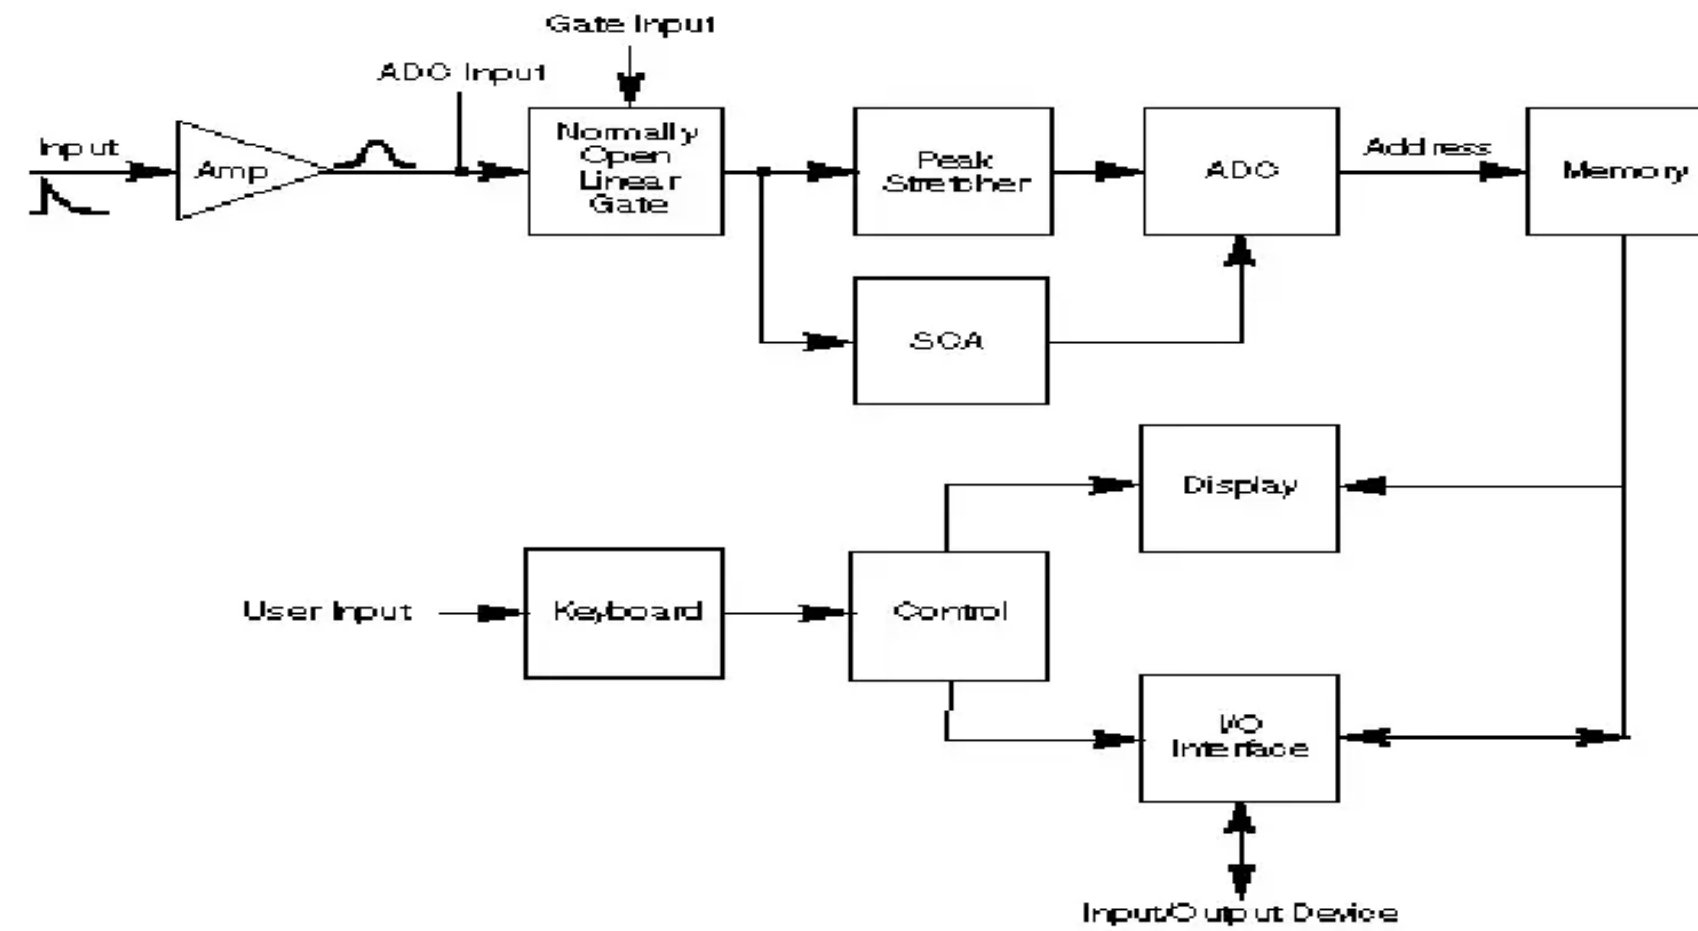 Gate Input
ADC Input
Input
Amp
Normally
Open
Linear
Gate
Peak
Stretcher
ADC
Address
Memory
SCA
Display
User Input
Keyboard
Control
I/O
Interface
Input/Output Device